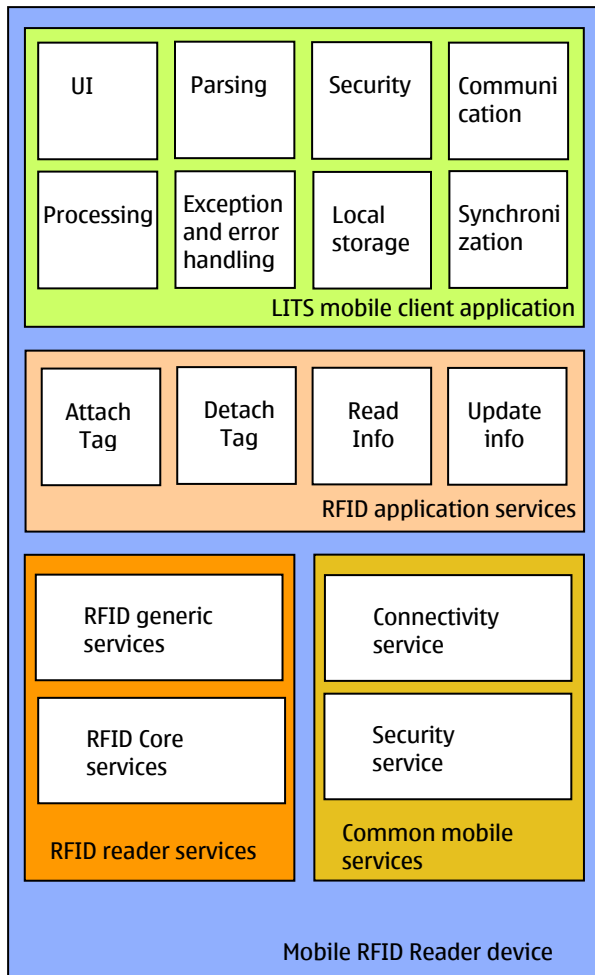 UI
Parsing
Security
Communi
cation
Processing
Exception
and error
handling
Local
storage
Synchroni
zation
LITS mobile client application
Attach
Tag
Detach
Tag
Read
Info
Update
info
RFID application services
RFID generic
services
RFID Core
services
RFID reader services
Connectivity
service
Security
service
Common mobile
services
Mobile RFID Reader device